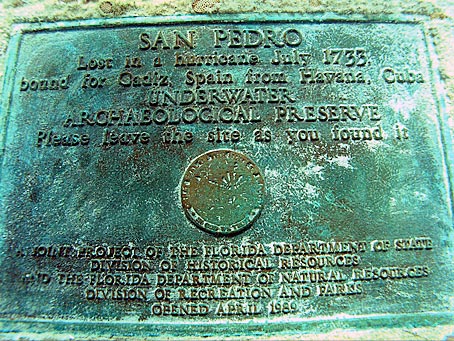 SAN PEDRO
Lost in a hurricane, July 1733,
bound for Cadiz, Spain from Havana, Cuba
UNDERWATER
ARCHAEOLOGICAL PRESERVE
Please leave the site as you found it
A JOINT PROJECT OF THE FLORIDA DEPARTMENT OF STATE
DIVISION OF HISTORICAL RESOURCES
AND THE FLORIDA DEPARTMENT OF NATURAL RESOURCES
DIVISION OF RECREATION AND PARKS
OPENED APRIL 1989